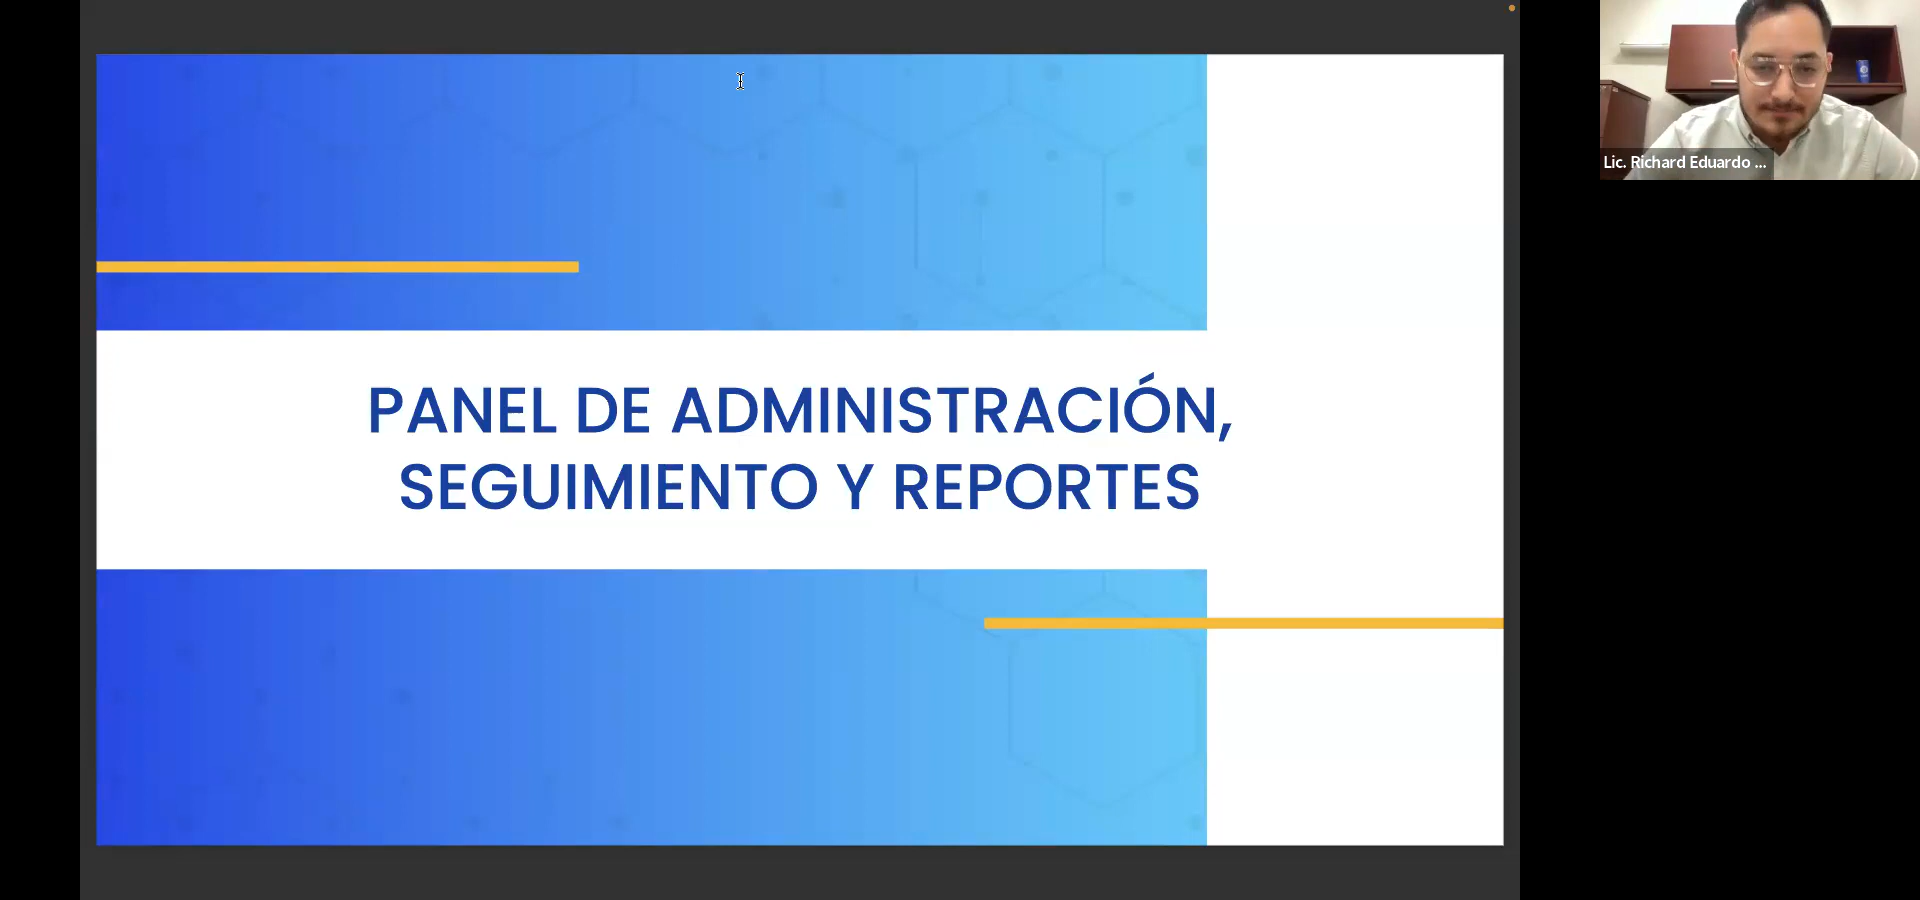 PANEL DE ADMINISTRACIÓN,
SEGUIMIENTO Y REPORTES
Lic. Richard Eduardo ...